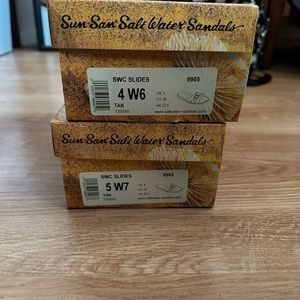 Sun-San Salt Water Sandals
SWC SLIDES 9905
4 W6
TAN
Sun-San Salt Water Sandals
SWC SLIDES 9905
5 W7
TAN